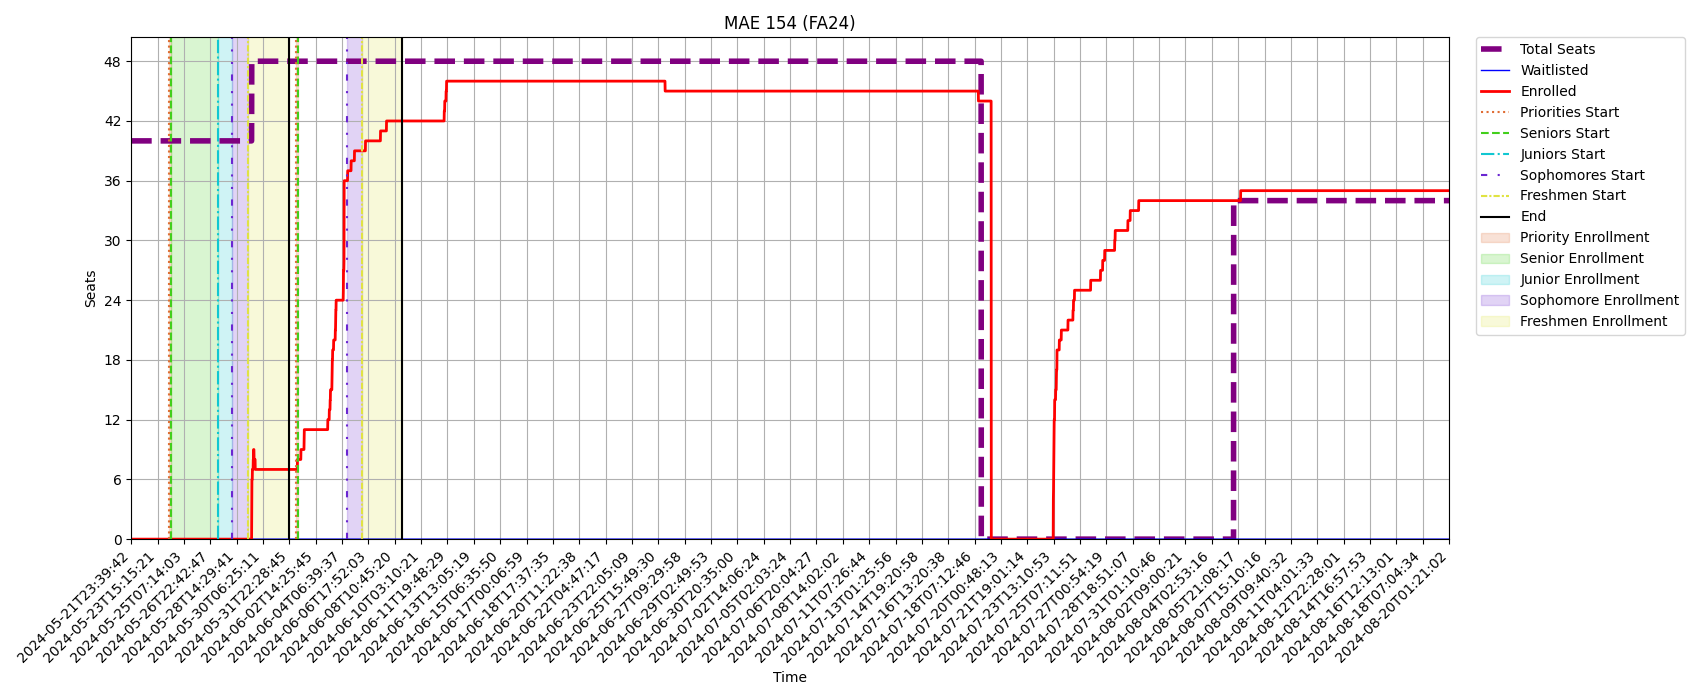 MAE 154 (FA24)
Seats
48
42
36
30
24
18
12
6
0
2024-05-21T23:39:42
2024-05-23T15:15:21
2024-05-25T07:14:03
2024-05-26T22:42:47
2024-05-28T14:29:41
2024-05-30T06:25:11
2024-05-31T22:28:45
2024-06-02T14:25:45
2024-06-04T06:39:37
2024-06-06T17:52:03
2024-06-08T10:45:20
2024-06-10T03:10:21
2024-06-11T19:48:29
2024-06-13T13:05:19
2024-06-15T06:35:50
2024-06-17T00:06:59
2024-06-18T17:37:35
2024-06-20T11:22:38
2024-06-22T04:47:17
2024-06-23T22:05:09
2024-06-25T15:49:30
2024-06-27T09:29:58
2024-06-29T02:49:53
2024-06-30T20:35:00
2024-07-02T14:06:24
2024-07-05T02:03:24
2024-07-06T20:04:27
2024-07-08T14:02:02
2024-07-11T07:26:44
2024-07-13T01:25:56
2024-07-14T19:20:58
2024-07-16T13:20:38
2024-07-18T07:12:46
2024-07-20T00:48:13
2024-07-21T19:01:14
2024-07-23T13:10:53
2024-07-25T07:11:51
2024-07-27T00:54:19
2024-07-28T18:51:07
2024-07-31T01:10:46
2024-08-02T09:00:21
2024-08-04T02:53:16
2024-08-05T21:08:17
2024-08-07T15:10:16
2024-08-09T09:40:32
2024-08-11T04:01:33
2024-08-12T22:28:01
2024-08-14T16:57:53
2024-08-16T12:13:01
2024-08-18T07:04:34
2024-08-20T01:21:02
Time
Total Seats
Waitlisted
Enrolled
Priorities Start
Seniors Start
Juniors Start
Sophomores Start
Freshmen Start
End
Priority Enrollment
Senior Enrollment
Junior Enrollment
Sophomore Enrollment
Freshmen Enrollment